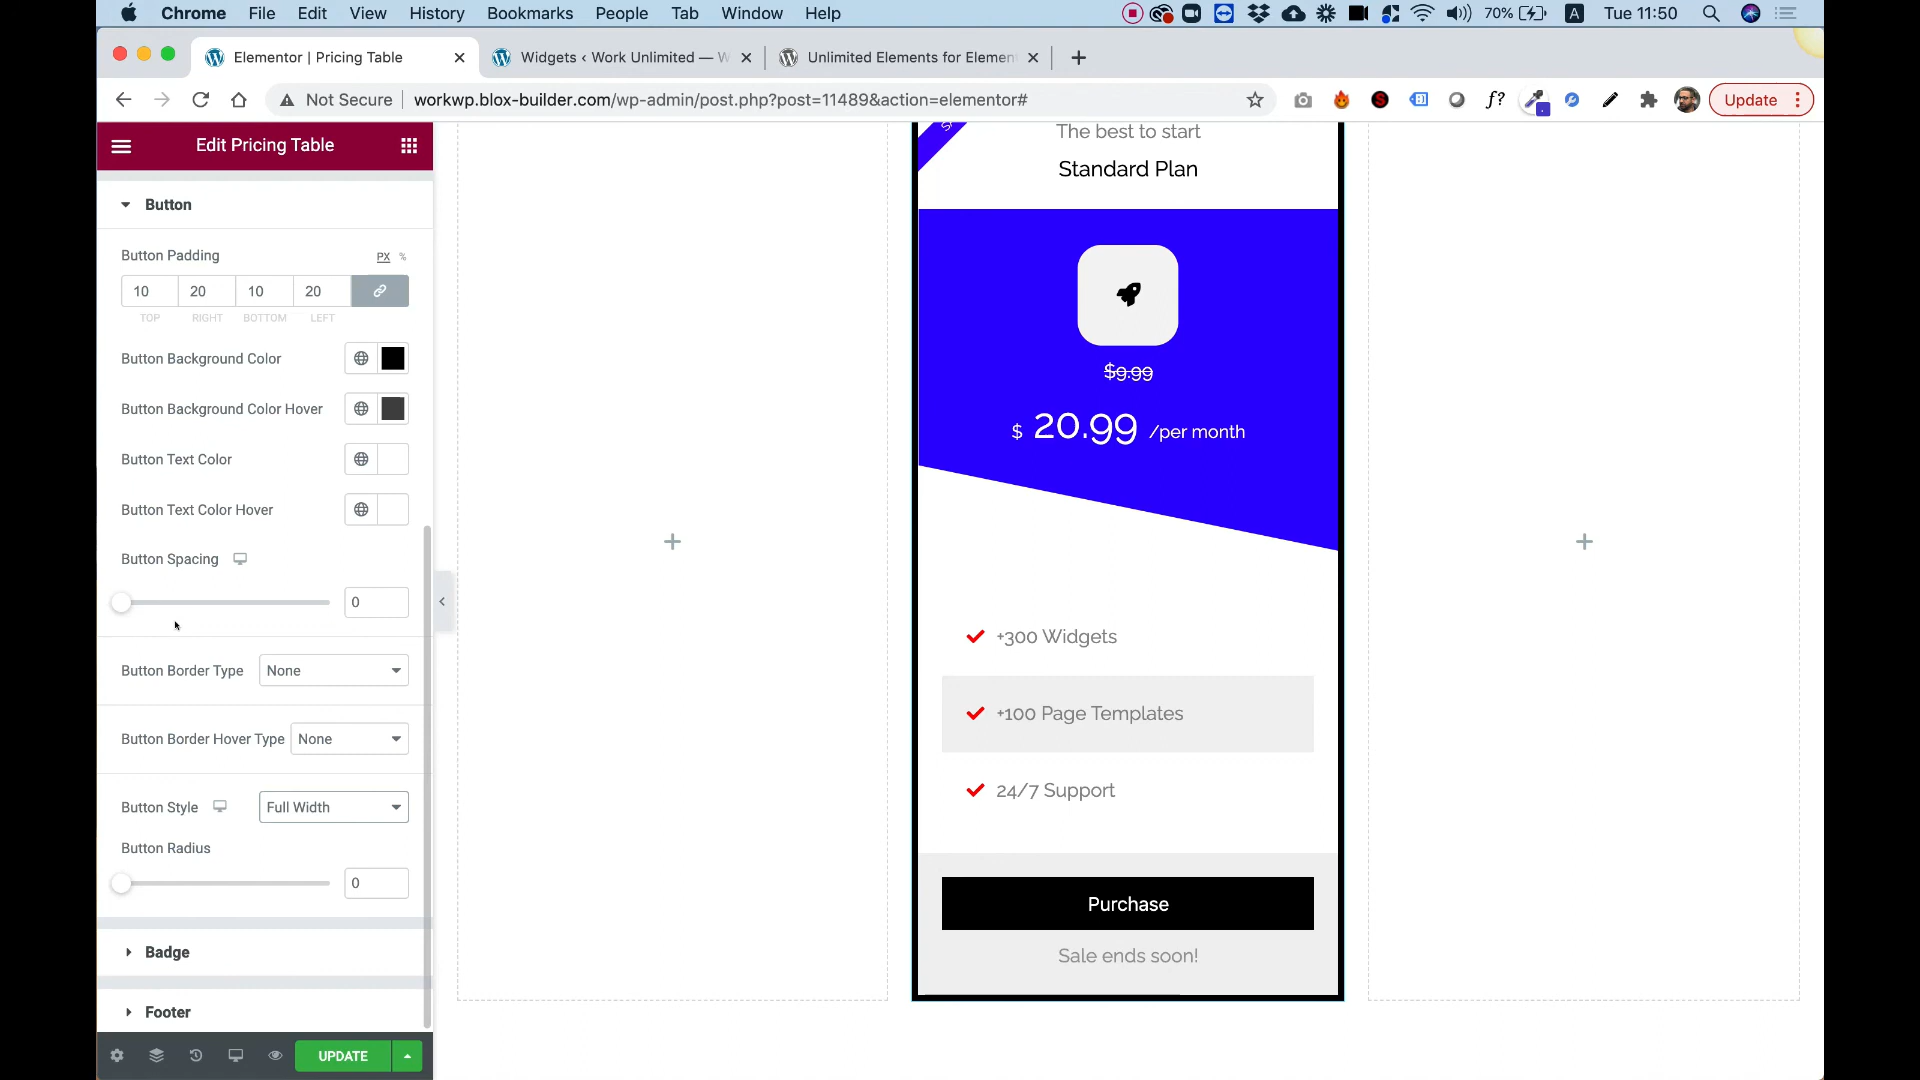 Chrome File Edit View History Bookmarks People Tab Window Help 70% A Tue 11:50
Elementor | Pricing Table Widgets ‹ Work Unlimited — W Unlimited Elements for Elemen
Not Secure workwp.blox-builder.com/wp-admin/post.php?post=11489&action=elementor# Update
Edit Pricing Table
Button
Button Padding PX %
10 20 10 20
TOP RIGHT BOTTOM LEFT
Button Background Color
Button Background Color Hover
Button Text Color
Button Text Color Hover
Button Spacing
0
Button Border Type None
Button Border Hover Type None
Button Style Full Width
Button Radius
0
Badge
Footer
UPDATE
The best to start
Standard Plan
$9.99
$ 20.99 /per month
+300 Widgets
+100 Page Templates
24/7 Support
Purchase
Sale ends soon!